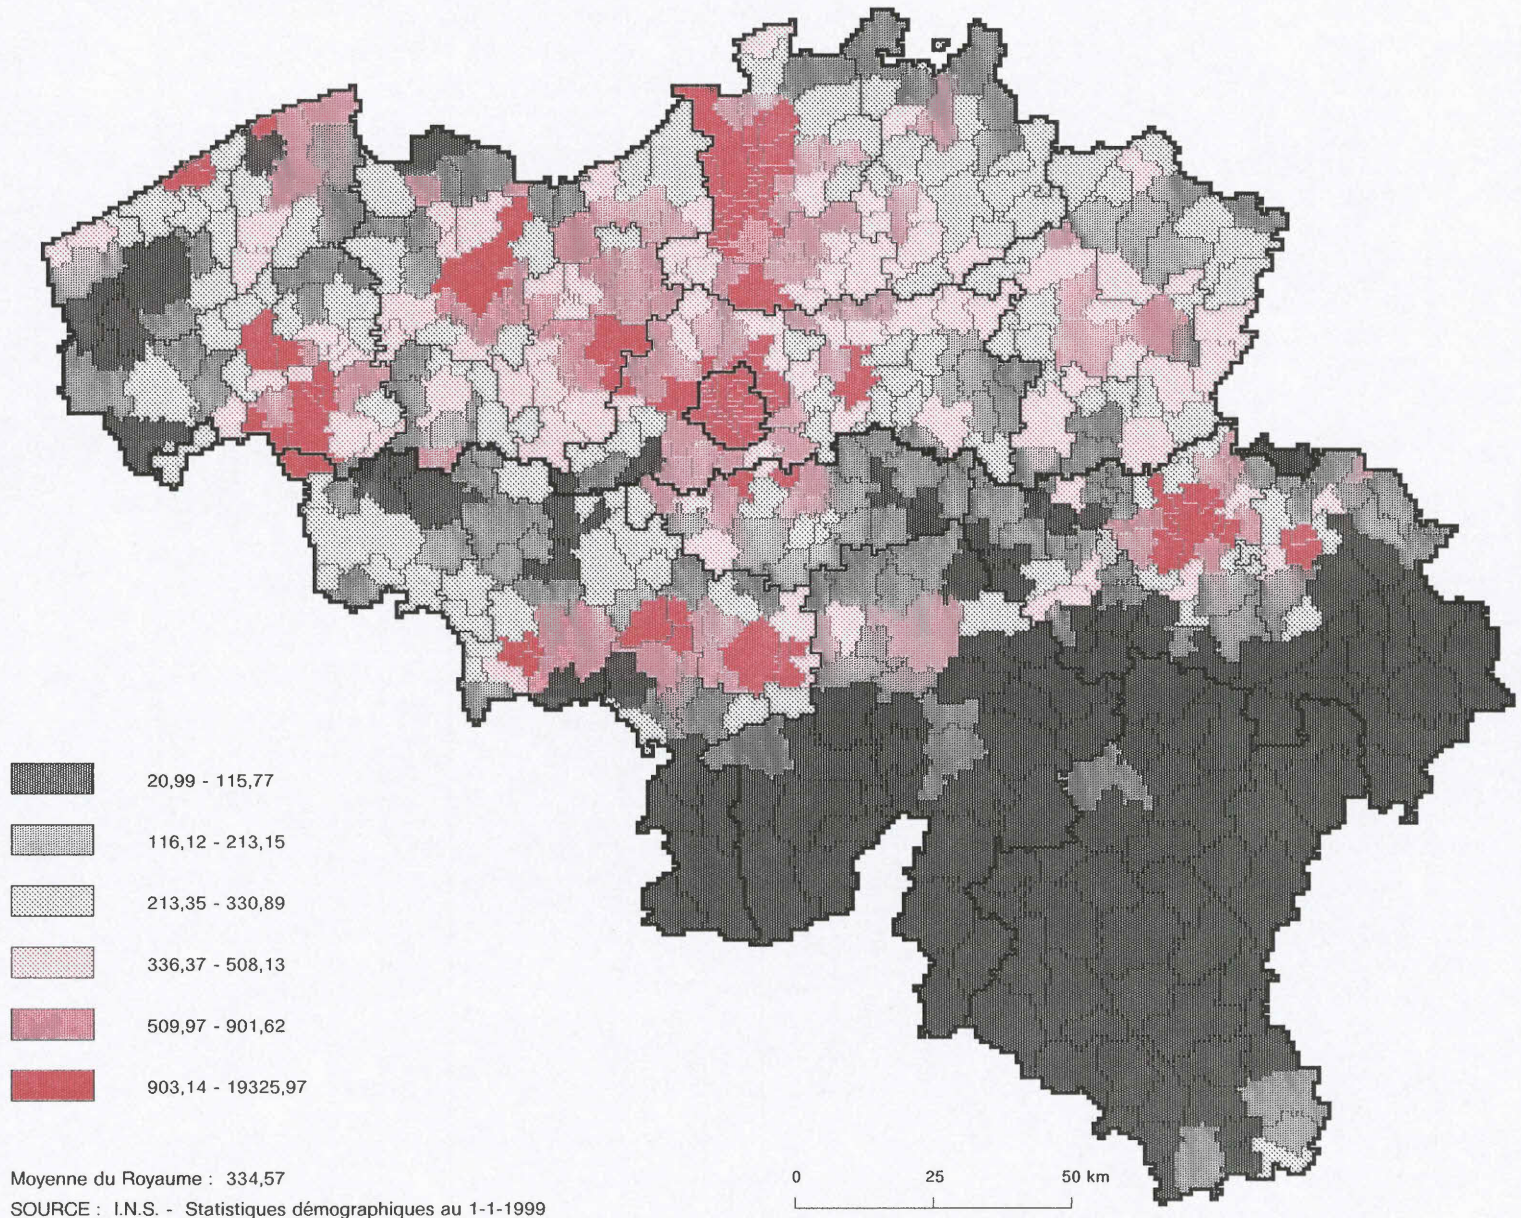 20,99 - 115,77
116,12 - 213,15
213,35 - 330,89
336,37 - 508,13
509,97 - 901,62
903,14 - 19325,97
Moyenne du Royaume : 334,57
SOURCE : I.N.S. - Statistiques démographiques au 1-1-1999
0 25 50 km